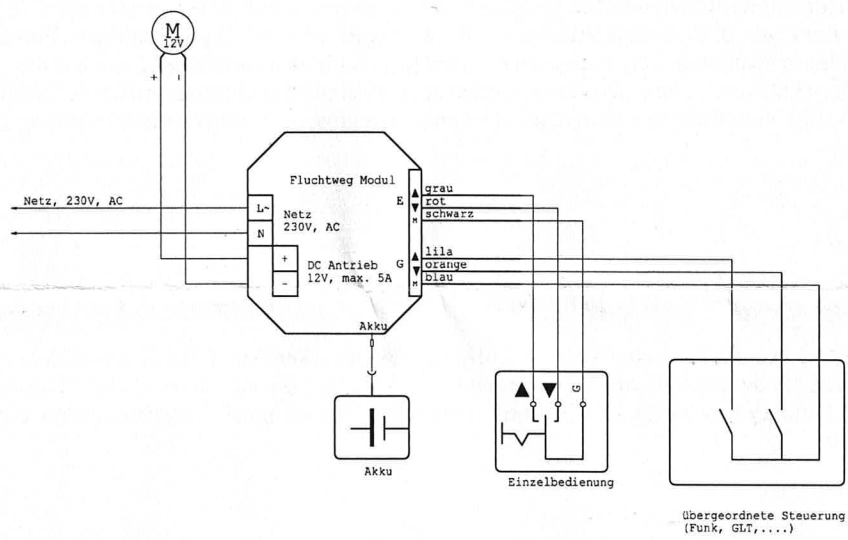 M
12V
+ -
Fluchtweg Modul
Netz, 230V, AC
L~
N
Netz
230V, AC
+
-
DC Antrieb
12V, max. 5A
E
▲
▼
M
grau
rot
schwarz
G
▲
▼
M
lila
orange
blau
Akku
Akku
▲ ▼ G
Einzelbedienung
übergeordnete Steuerung
(Funk, GLT,....)